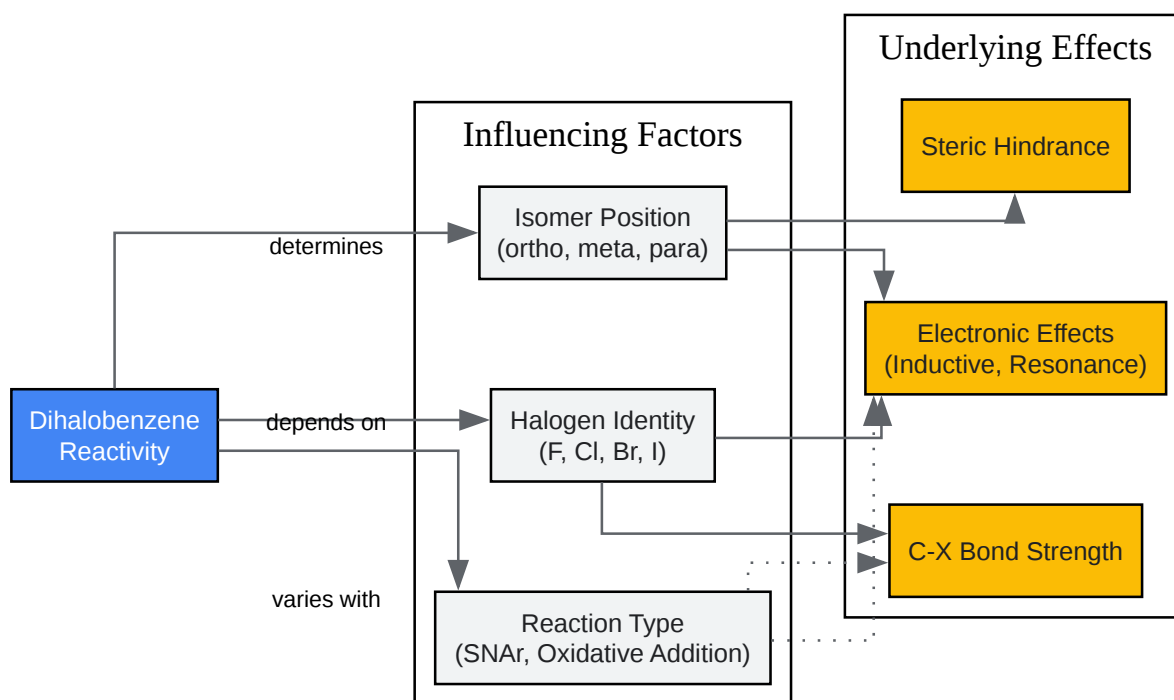 Underlying Effects
Steric Hindrance
Influencing Factors
Isomer Position
(ortho, meta, para)
determines
Electronic Effects
(Inductive, Resonance)
Dihalobenzene
Reactivity
depends on
Halogen Identity
(F, Cl, Br, I)
C-X Bond Strength
varies with
Reaction Type
(SNAr, Oxidative Addition)